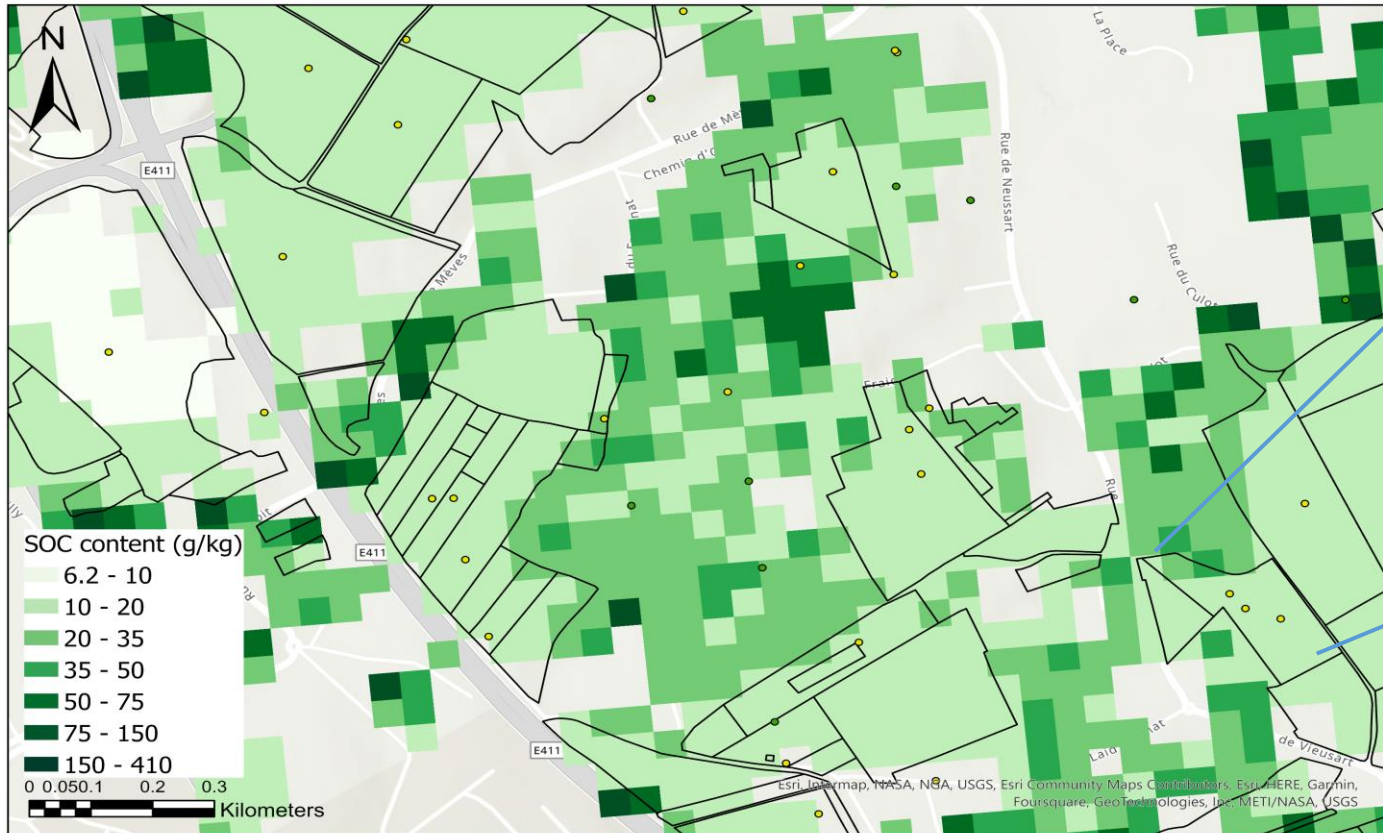 N
La Place
Rue de Mè
Chemin d'
E411
Rue de Neussart
Mèves
Rue du Culot
Frai
E411
Rue
SOC content (g/kg)
6.2 - 10
10 - 20
20 - 35
35 - 50
50 - 75
75 - 150
150 - 410
E411
de Vieusart
0 0.050.1 0.2 0.3
Kilometers
Esri, Intermap, NASA, NGA, USGS, Esri Community Maps Contributors, Esri, HERE, Garmin,
Foursquare, GeoTechnologies, Inc, METI/NASA, USGS